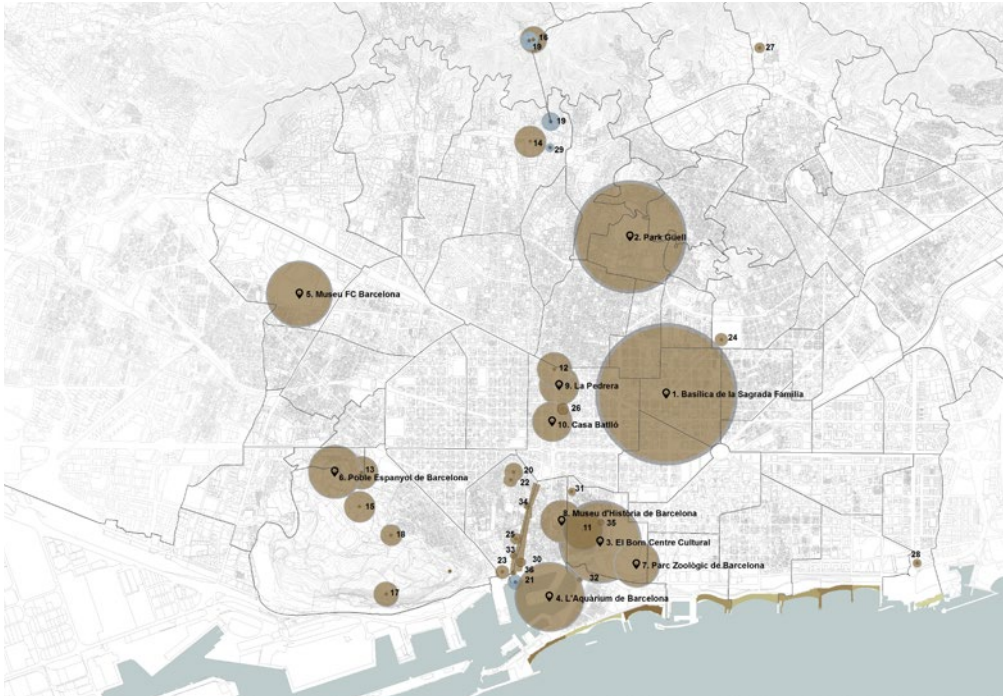 16
18
27
19
14
29
2. Park Güell
5. Museu FC Barcelona
24
12
9. La Pedrera
1. Basílica de la Sagrada Família
26
10. Casa Batlló
13
6. Poble Espanyol de Barcelona
20
22
31
34
15
8. Museu d'Història de Barcelona
35
11
18
25
3. El Born Centre Cultural
33
30
7. Parc Zoològic de Barcelona
28
23
36
32
21
17
4. L'Aquàrium de Barcelona